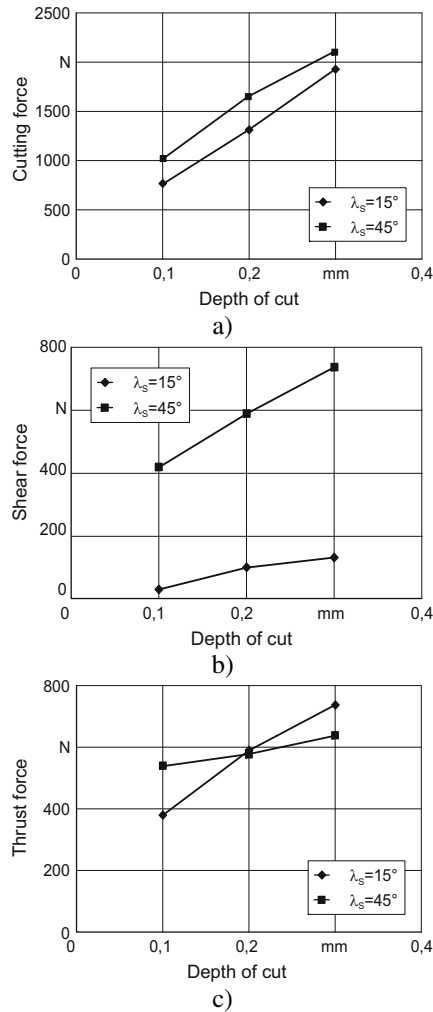 2500
N
1500
1000
500
0
Cutting force
λs=15°
λs=45°
0 0,1 0,2 mm 0,4
Depth of cut
a)
800
N
400
200
0
Shear force
λs=15°
λs=45°
0 0,1 0,2 mm 0,4
Depth of cut
b)
800
N
400
200
0
Thrust force
λs=15°
λs=45°
0 0,1 0,2 mm 0,4
Depth of cut
c)